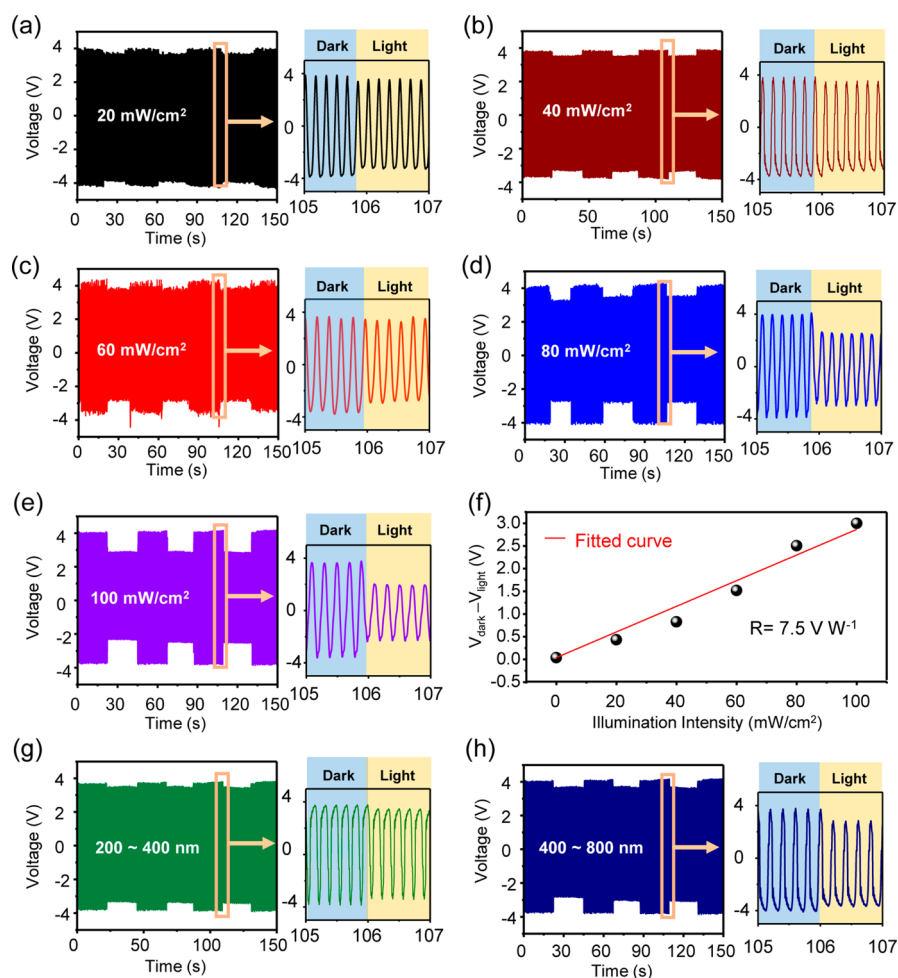 (a)
Voltage (V)
4
2
0
-2
-4
20 mW/cm²
0 30 60 90 120 150
Time (s)
Dark Light
4
0
-4
105 106 107
(b)
Voltage (V)
4
2
0
-2
-4
40 mW/cm²
0 50 100 150
Time (s)
Dark Light
4
0
-4
105 106 107
(c)
Voltage (V)
4
2
0
-2
-4
60 mW/cm²
0 30 60 90 120 150
Time (s)
Dark Light
4
0
-4
105 106 107
(d)
Voltage (V)
4
2
0
-2
-4
80 mW/cm²
0 30 60 90 120 150
Time (s)
Dark Light
4
0
-4
105 106 107
(e)
Voltage (V)
4
2
0
-2
-4
100 mW/cm²
0 30 60 90 120 150
Time (s)
Dark Light
4
0
-4
105 106 107
(f)
V_dark –V_light (V)
3.0
2.5
2.0
1.5
1.0
0.5
0.0
-0.5
Fitted curve
R= 7.5 V W⁻¹
0 20 40 60 80 100
Illumination Intensity (mW/cm²)
(g)
Voltage (V)
4
2
0
-2
-4
200 ~ 400 nm
0 50 100 150
Time (s)
Dark Light
4
0
-4
105 106 107
(h)
Voltage (V)
4
2
0
-2
-4
400 ~ 800 nm
0 50 100 150
Time (s)
Dark Light
4
0
-4
105 106 107